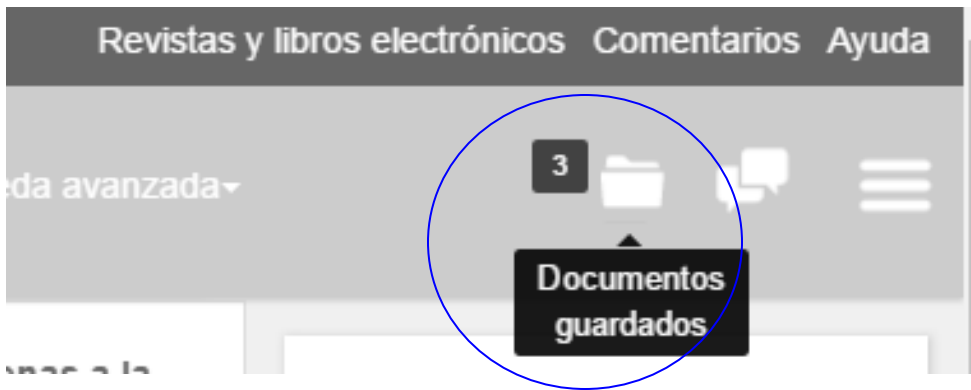 Revistas y libros electrónicos Comentarios Ayuda
eda avanzada
3
Documentos
guardados